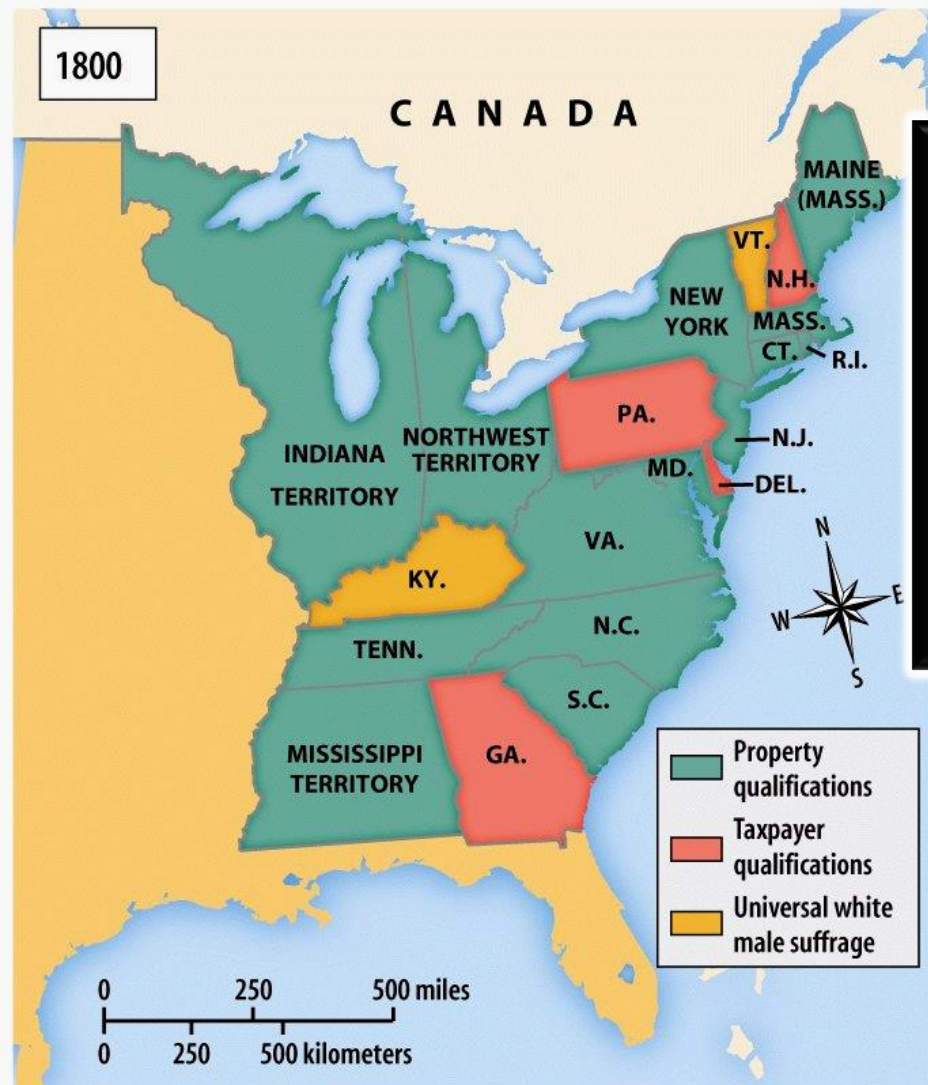 1800
C A N A D A
MAINE
(MASS.)
VT.
N.H.
NEW
YORK
MASS.
CT.
R.I.
PA.
N.J.
INDIANA
TERRITORY
NORTHWEST
TERRITORY
MD.
DEL.
VA.
KY.
N
W
E
S
N.C.
TENN.
S.C.
MISSISSIPPI
TERRITORY
GA.
Property
qualifications
Taxpayer
qualifications
Universal white
male suffrage
0 250 500 miles
0 250 500 kilometers